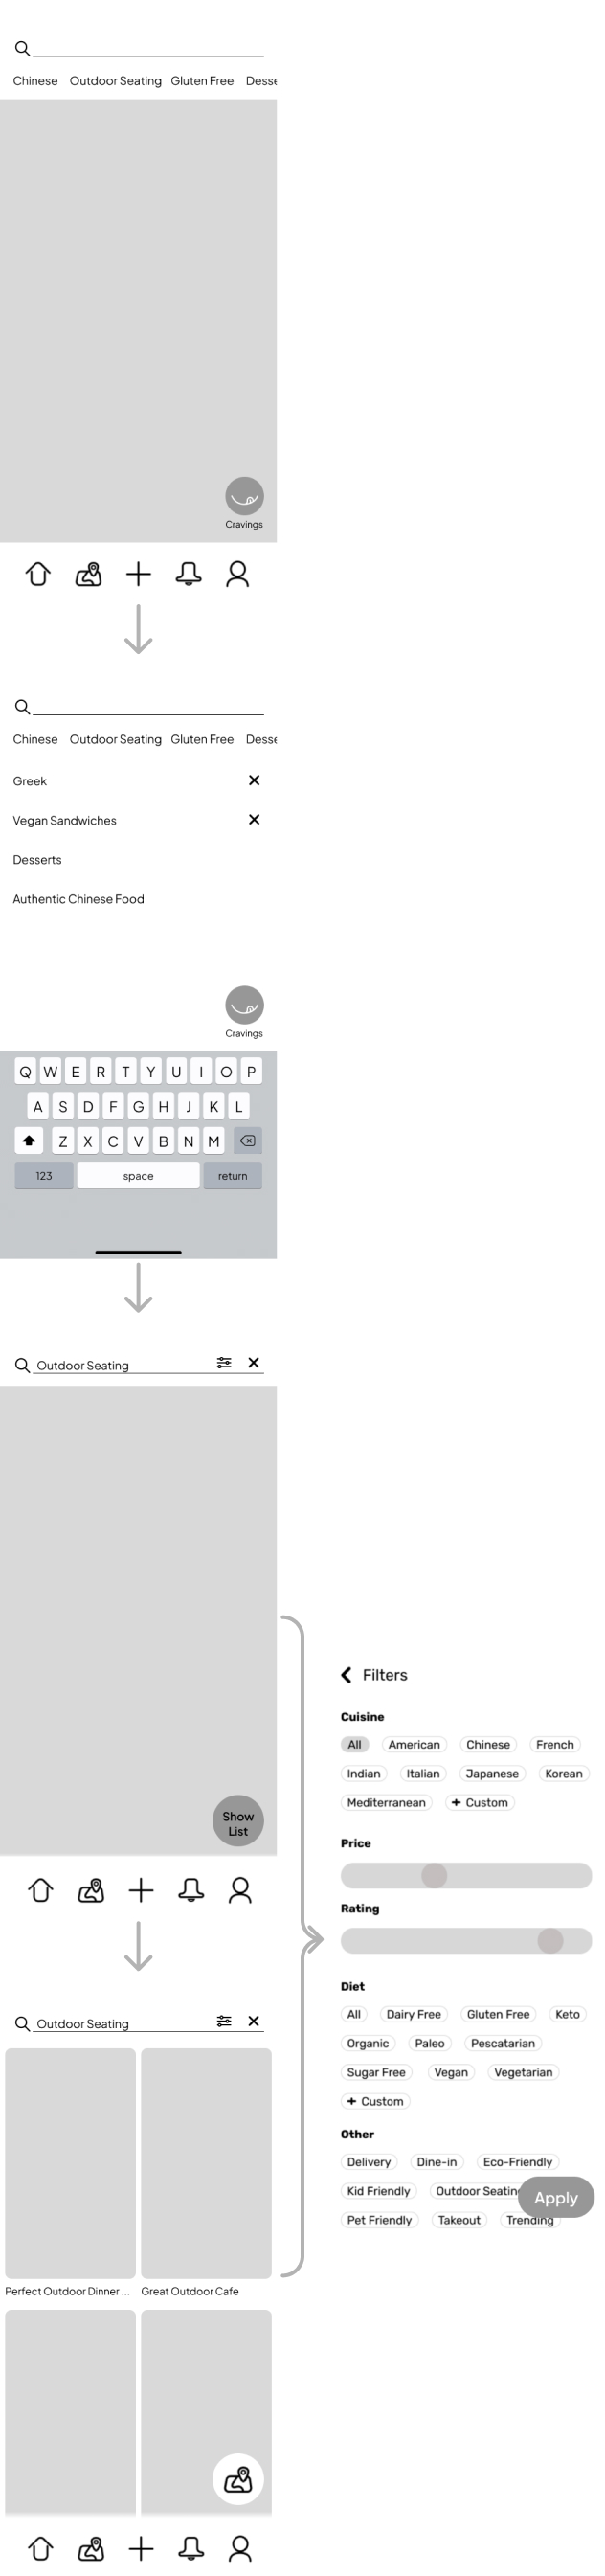 Chinese Outdoor Seating Gluten Free Desse
Cravings
Chinese Outdoor Seating Gluten Free Desse
Greek
Vegan Sandwiches
Desserts
Authentic Chinese Food
Cravings
Q W E R T Y U I O P
A S D F G H J K L
Z X C V B N M
123 space return
Outdoor Seating
Show
List
Outdoor Seating
Perfect Outdoor Dinner ... Great Outdoor Cafe
Filters
Cuisine
All American Chinese French
Indian Italian Japanese Korean
Mediterranean + Custom
Price
Rating
Diet
All Dairy Free Gluten Free Keto
Organic Paleo Pescatarian
Sugar Free Vegan Vegetarian
+ Custom
Other
Delivery Dine-in Eco-Friendly
Kid Friendly Outdoor Seating
Apply
Pet Friendly Takeout Trending